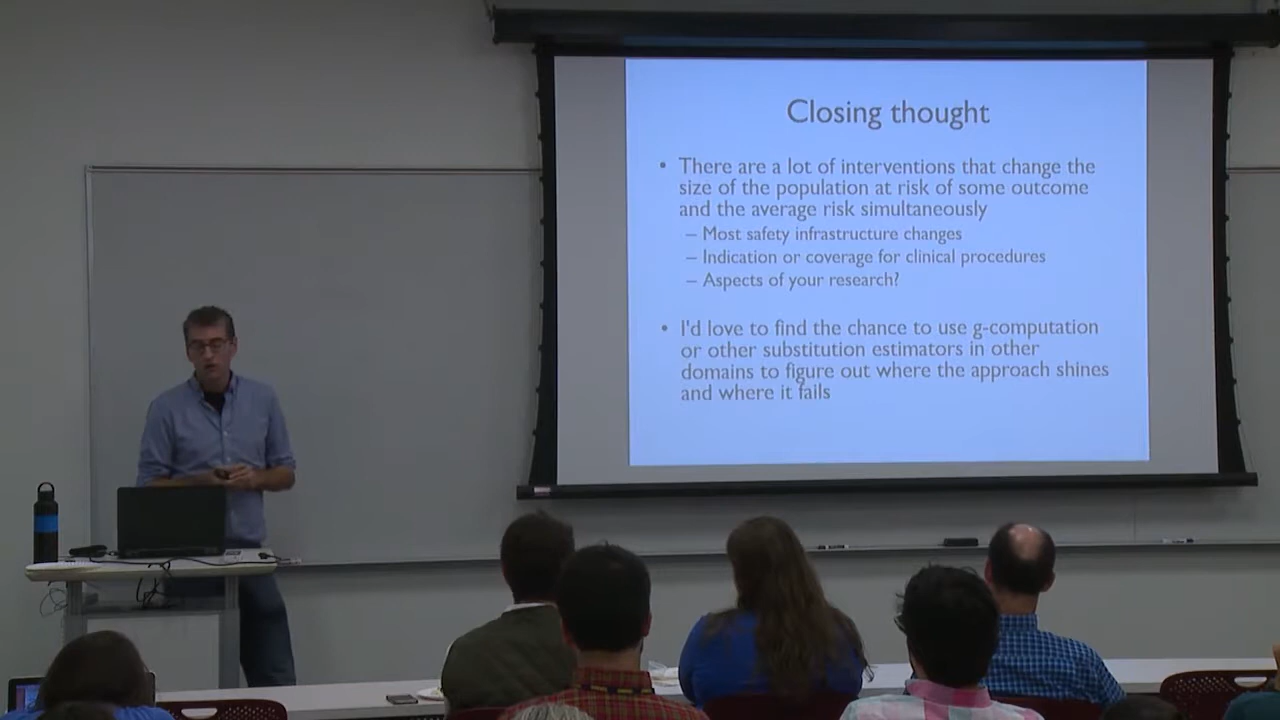 Closing thought
• There are a lot of interventions that change the
size of the population at risk of some outcome
and the average risk simultaneously
– Most safety infrastructure changes
– Indication or coverage for clinical procedures
– Aspects of your research?
• I'd love to find the chance to use g-computation
or other substitution estimators in other
domains to figure out where the approach shines
and where it fails